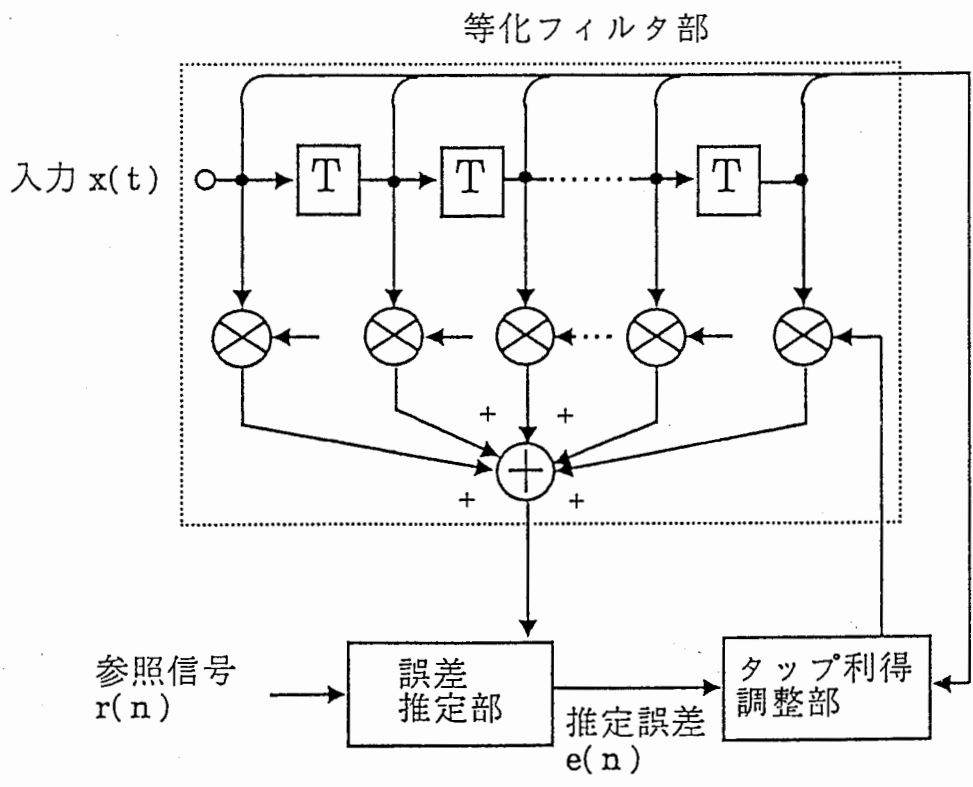 等化フィルタ部
入力 x(t)
T
T
T
+
+
+
+
参照信号
r(n)
誤差
推定部
推定誤差
e(n)
タップ利得
調整部